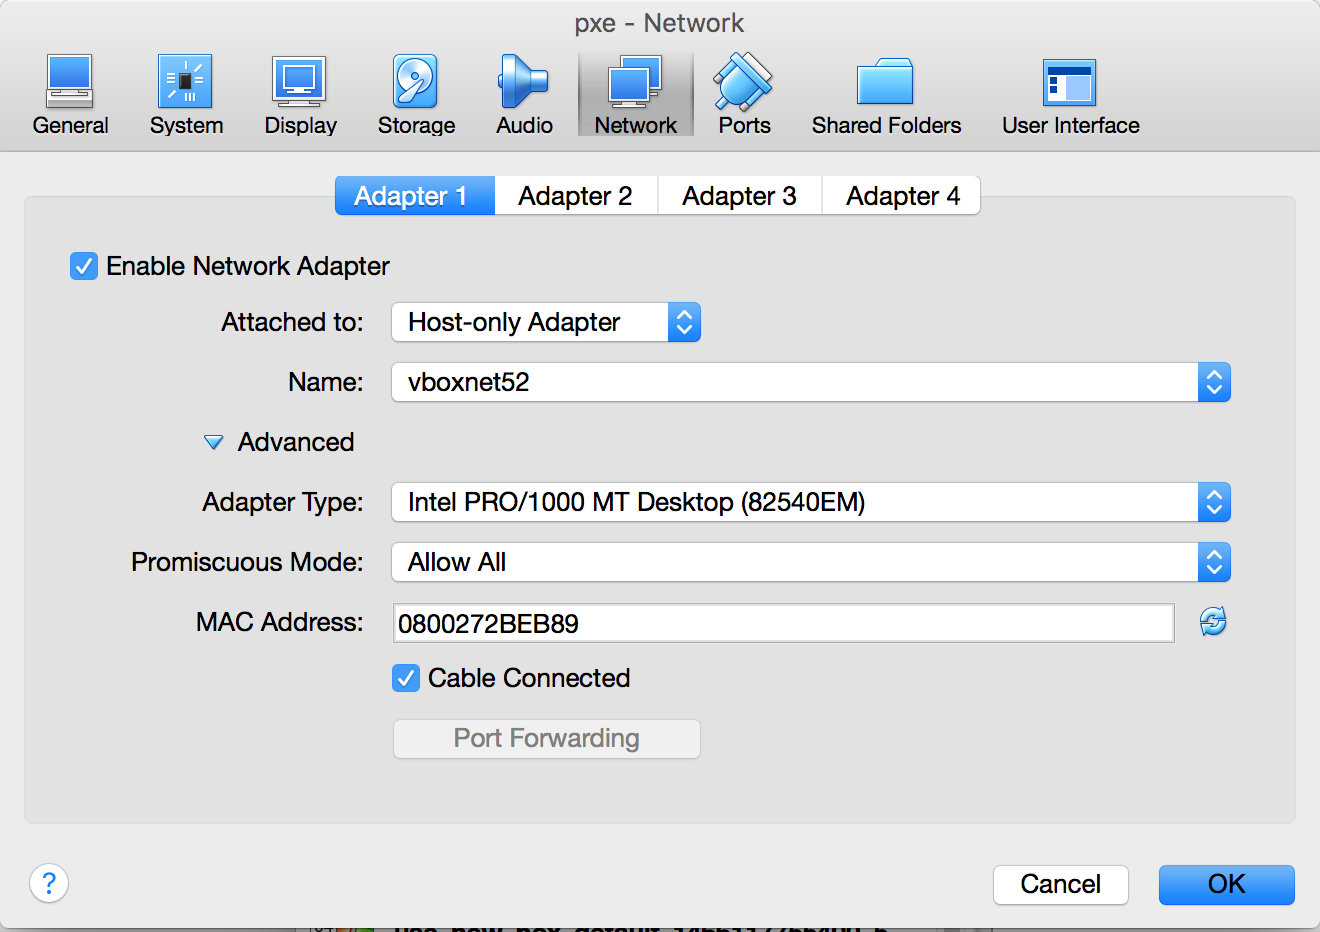 pxe - Network
General System Display Storage Audio Network Ports Shared Folders User Interface
Adapter 1 Adapter 2 Adapter 3 Adapter 4
Enable Network Adapter
Attached to: Host-only Adapter
Name: vboxnet52
Advanced
Adapter Type: Intel PRO/1000 MT Desktop (82540EM)
Promiscuous Mode: Allow All
MAC Address: 0800272BEB89
Cable Connected
Port Forwarding
? Cancel OK